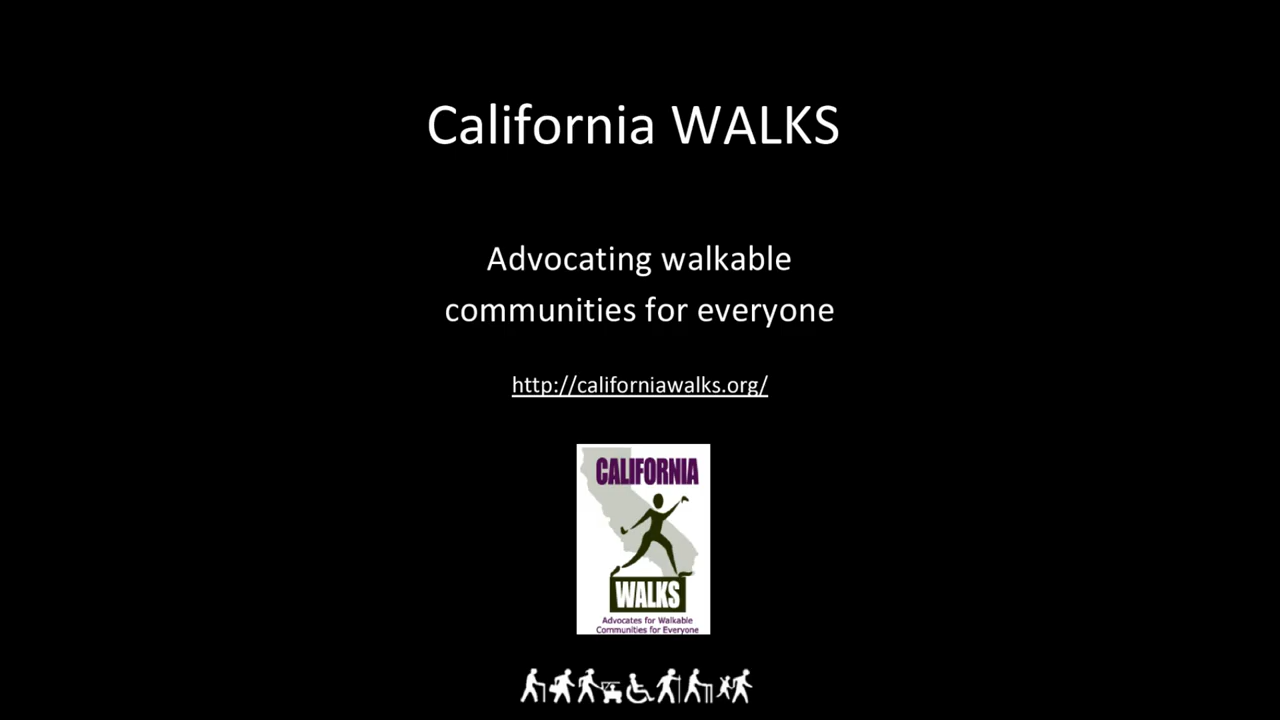 California WALKS
Advocating walkable
communities for everyone
http://californiawalks.org/
CALIFORNIA
WALKS
Advocates for Walkable
Communities for Everyone